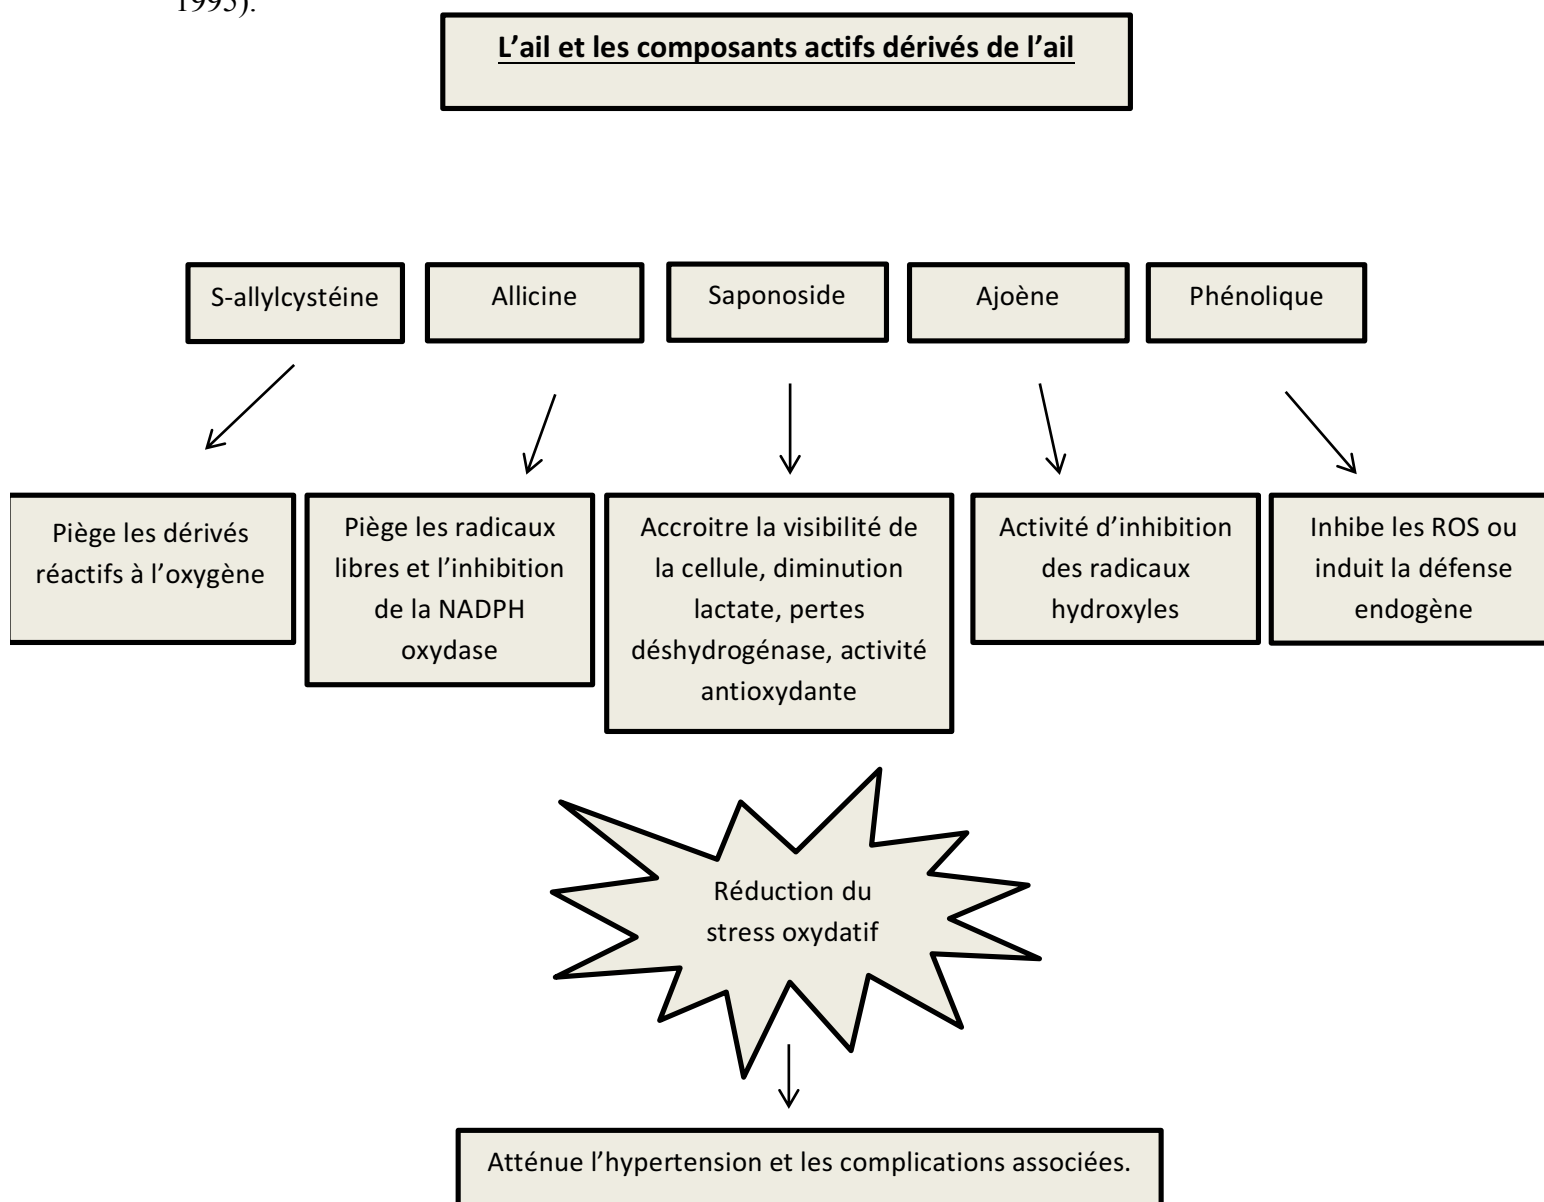 1995).
L’ail et les composants actifs dérivés de l’ail
S-allylcystéine
Allicine
Saponoside
Ajoène
Phénolique
Piège les dérivés
réactifs à l’oxygène
Piège les radicaux
libres et l’inhibition
de la NADPH
oxydase
Accroitre la visibilité de
la cellule, diminution
lactate, pertes
déshydrogénase, activité
antioxydante
Activité d’inhibition
des radicaux
hydroxyles
Inhibe les ROS ou
induit la défense
endogène
Réduction du
stress oxydatif
Atténue l’hypertension et les complications associées.